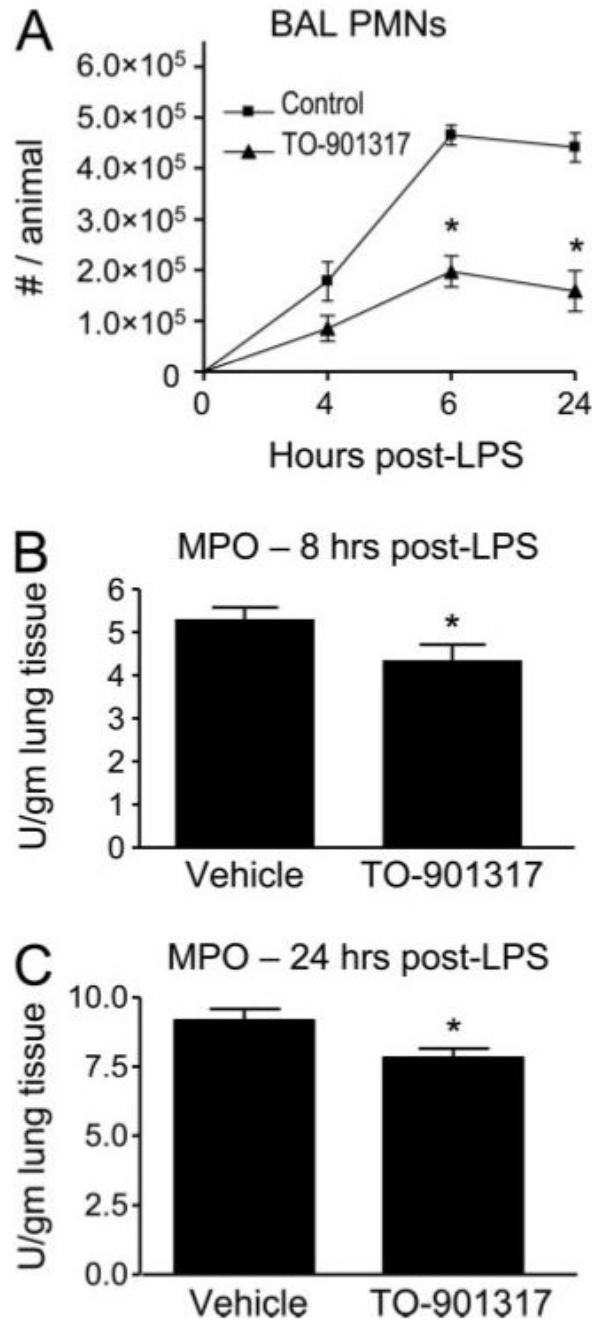 A
BAL PMNs
# / animal
6.0×10⁵
5.0×10⁵
4.0×10⁵
3.0×10⁵
2.0×10⁵
1.0×10⁵
0
Control
TO-901317
*
*
0 4 6 24
Hours post-LPS
B
MPO – 8 hrs post-LPS
U/gm lung tissue
6
5
4
3
2
1
0
*
Vehicle TO-901317
C
MPO – 24 hrs post-LPS
U/gm lung tissue
10.0
7.5
5.0
2.5
0.0
*
Vehicle TO-901317